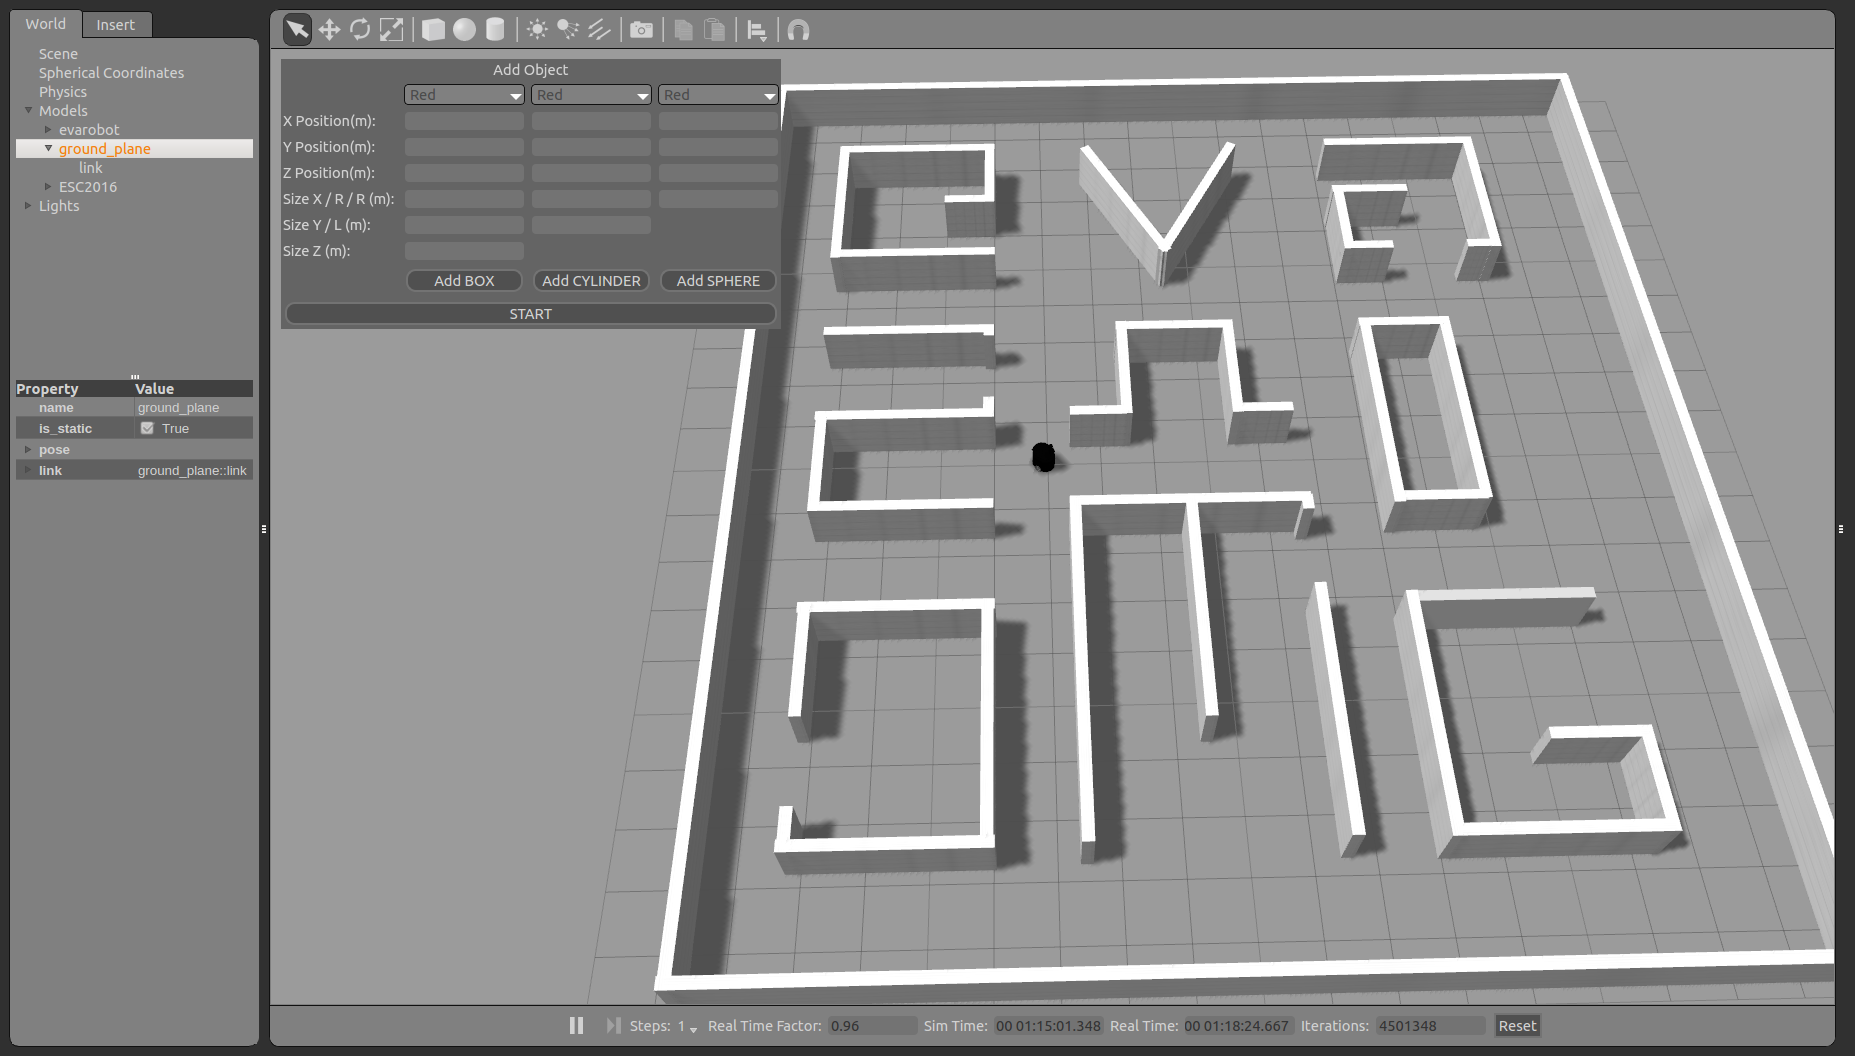 World Insert
Scene
Spherical Coordinates
Physics
Models
evarobot
ground_plane
link
ESC2016
Lights
Property Value
name ground_plane
is_static True
pose
link ground_plane::link
Add Object
Red Red Red
X Position(m):
Y Position(m):
Z Position(m):
Size X / R / R (m):
Size Y / L (m):
Size Z (m):
Add BOX Add CYLINDER Add SPHERE
START
Steps: 1 Real Time Factor: 0.96 Sim Time: 00 01:15:01.348 Real Time: 00 01:18:24.667 Iterations: 4501348 Reset